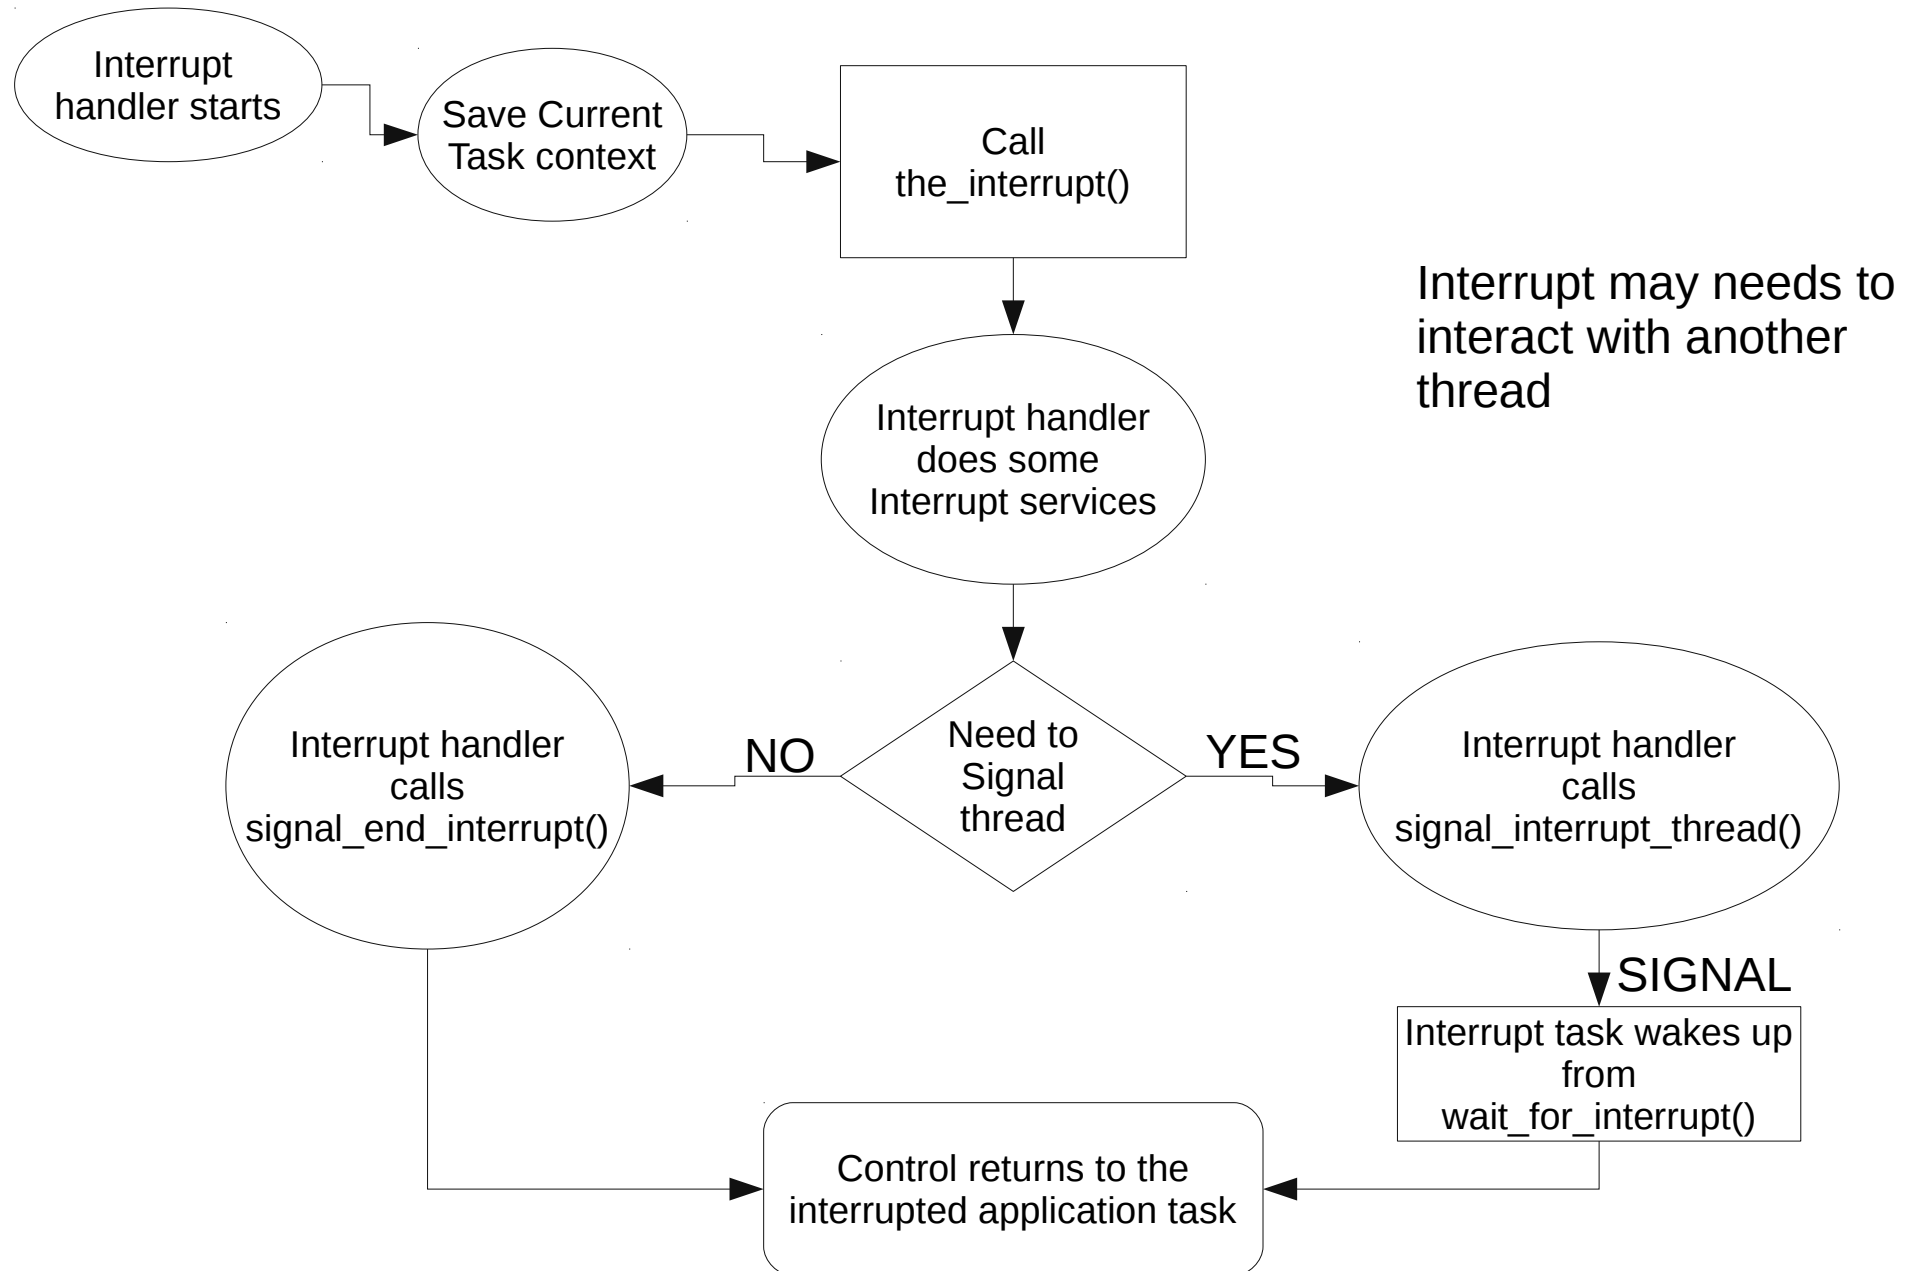 Interrupt
handler starts
Save Current
Task context
Call
the_interrupt()
Interrupt may needs to
interact with another
thread
Interrupt handler
does some
Interrupt services
Need to
Signal
thread
NO
YES
Interrupt handler
calls
signal_end_interrupt()
Interrupt handler
calls
signal_interrupt_thread()
SIGNAL
Interrupt task wakes up
from
wait_for_interrupt()
Control returns to the
interrupted application task